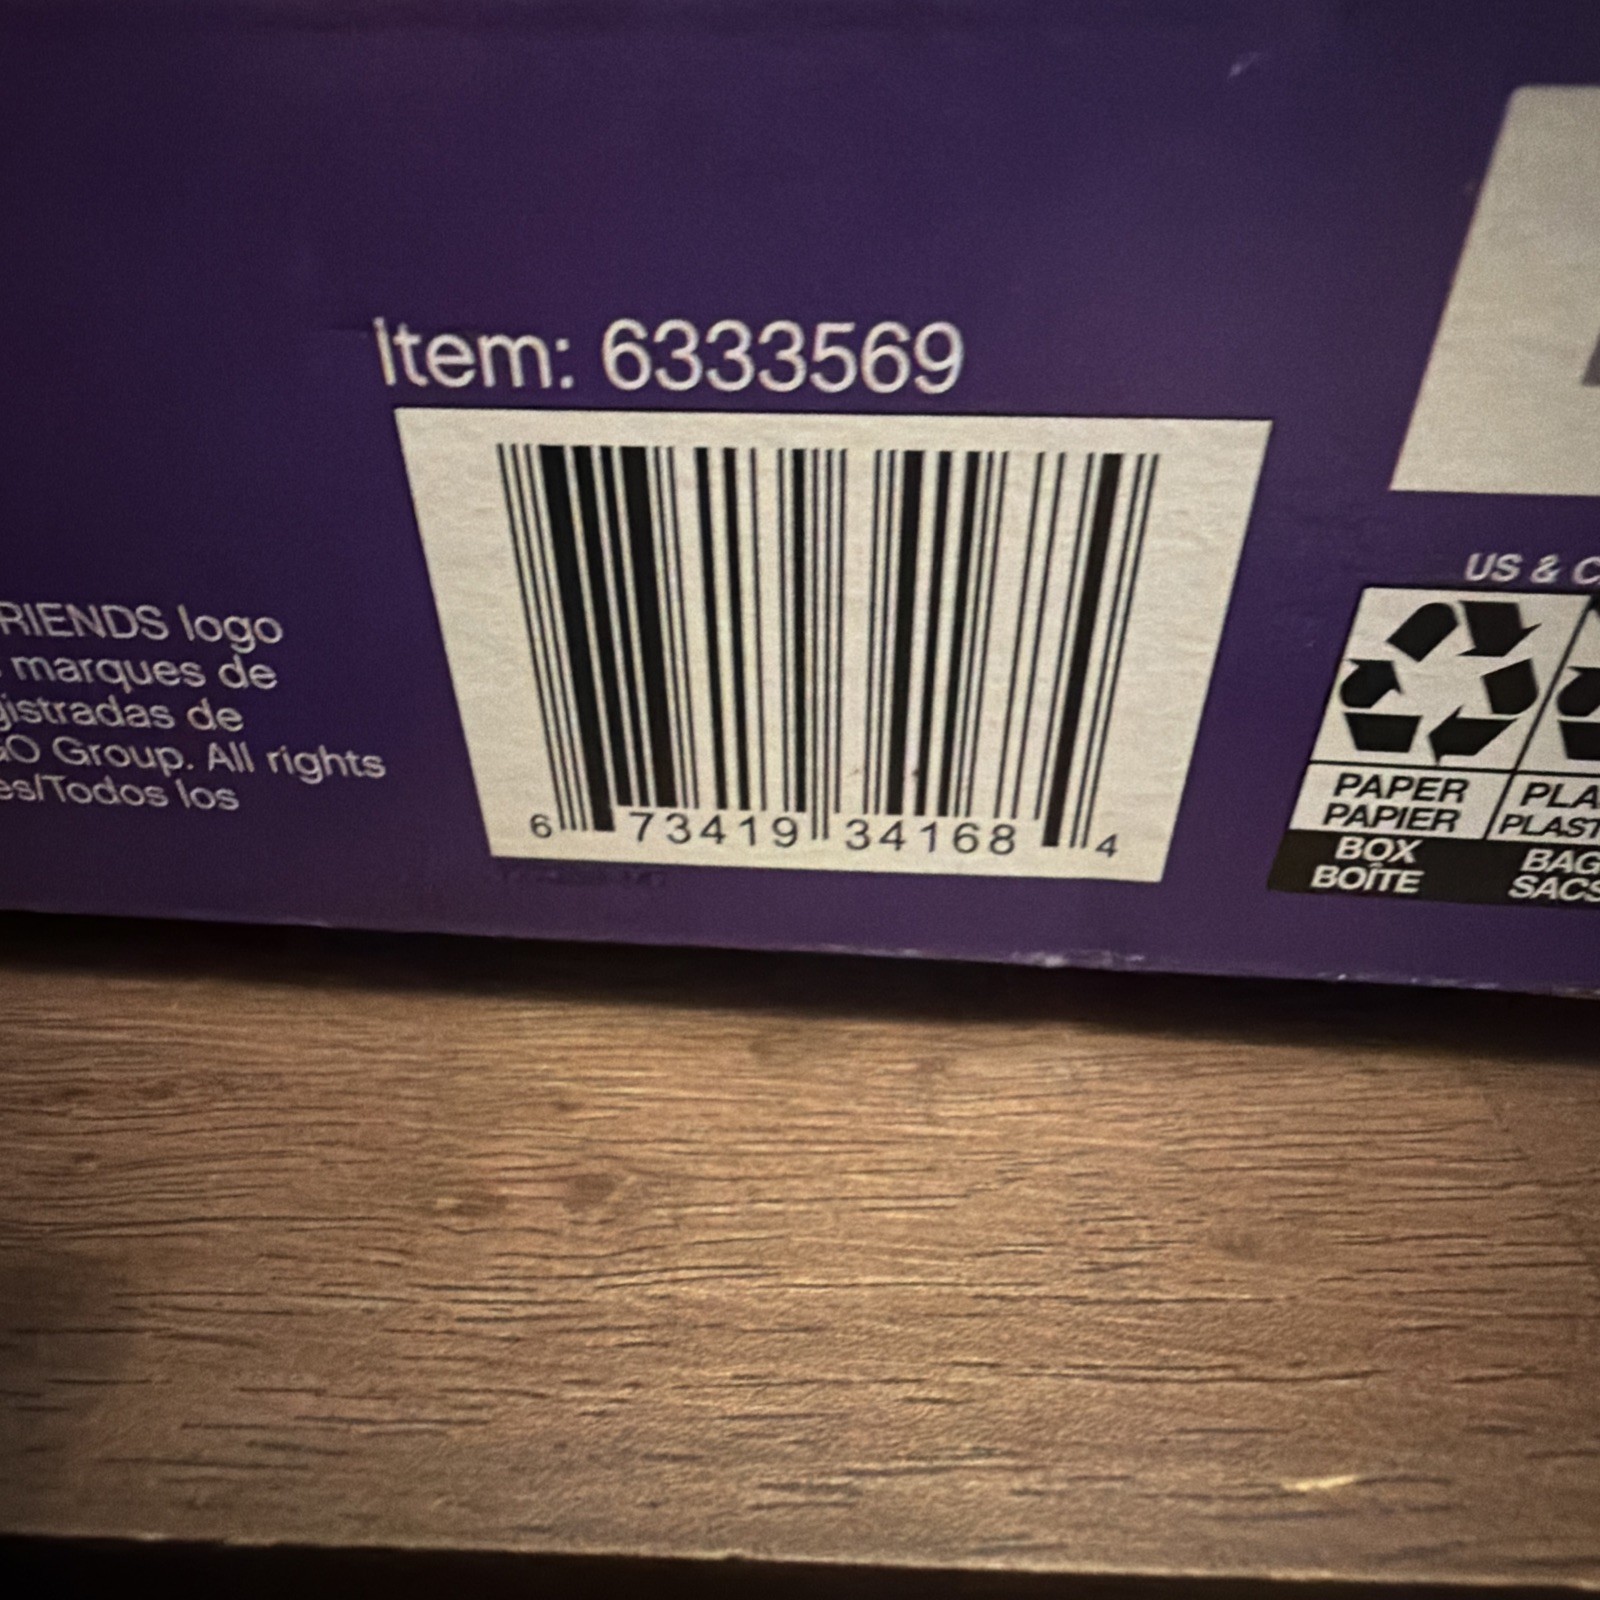 Item: 6333569
6 73419 34168 4
RIENDS logo
marques de
istradas de
O Group. All rights
es/Todos los
US & C
PAPER
PAPIER
BOX
BOÎTE
PLA
PLAST
BAG
SACS